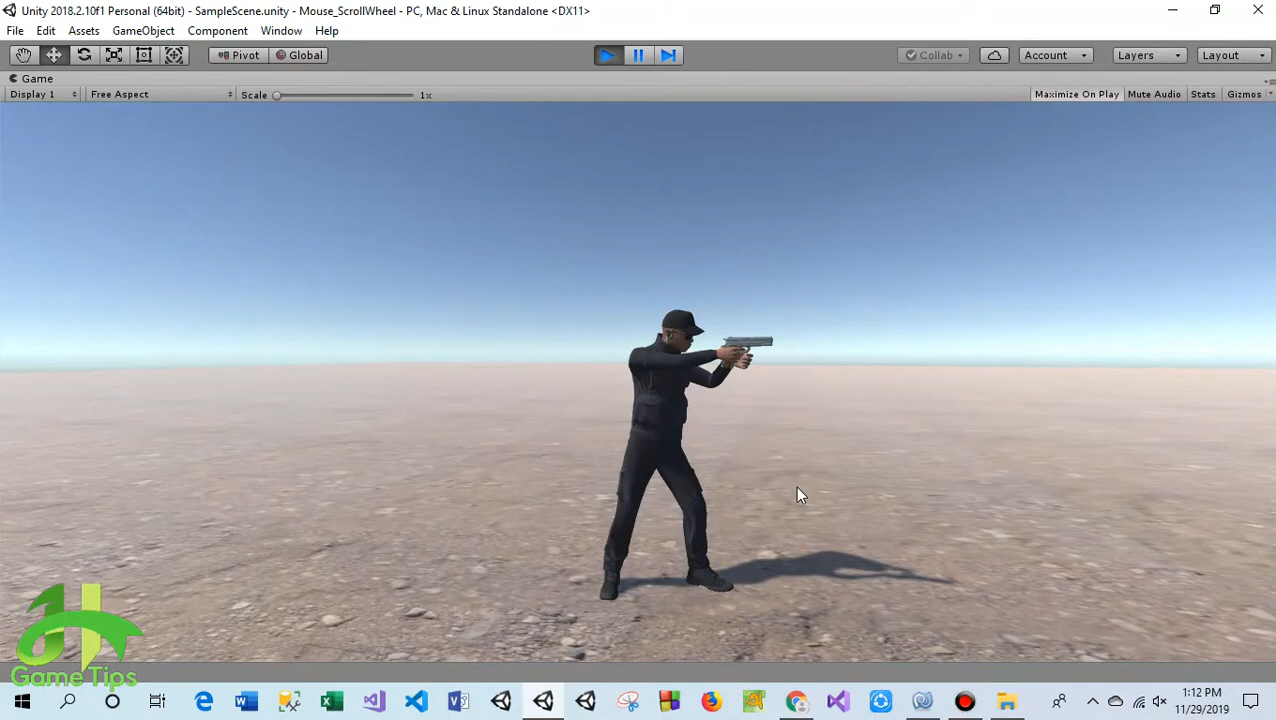 Unity 2018.2.10f1 Personal (64bit) - SampleScene.unity - Mouse_ScrollWheel - PC, Mac & Linux Standalone <DX11>
File Edit Assets GameObject Component Window Help
Pivot Global Collab Account Layers Layout
Game
Display 1 Free Aspect Scale 1x Maximize On Play Mute Audio Stats Gizmos
GameTips
1:12 PM
11/29/2019